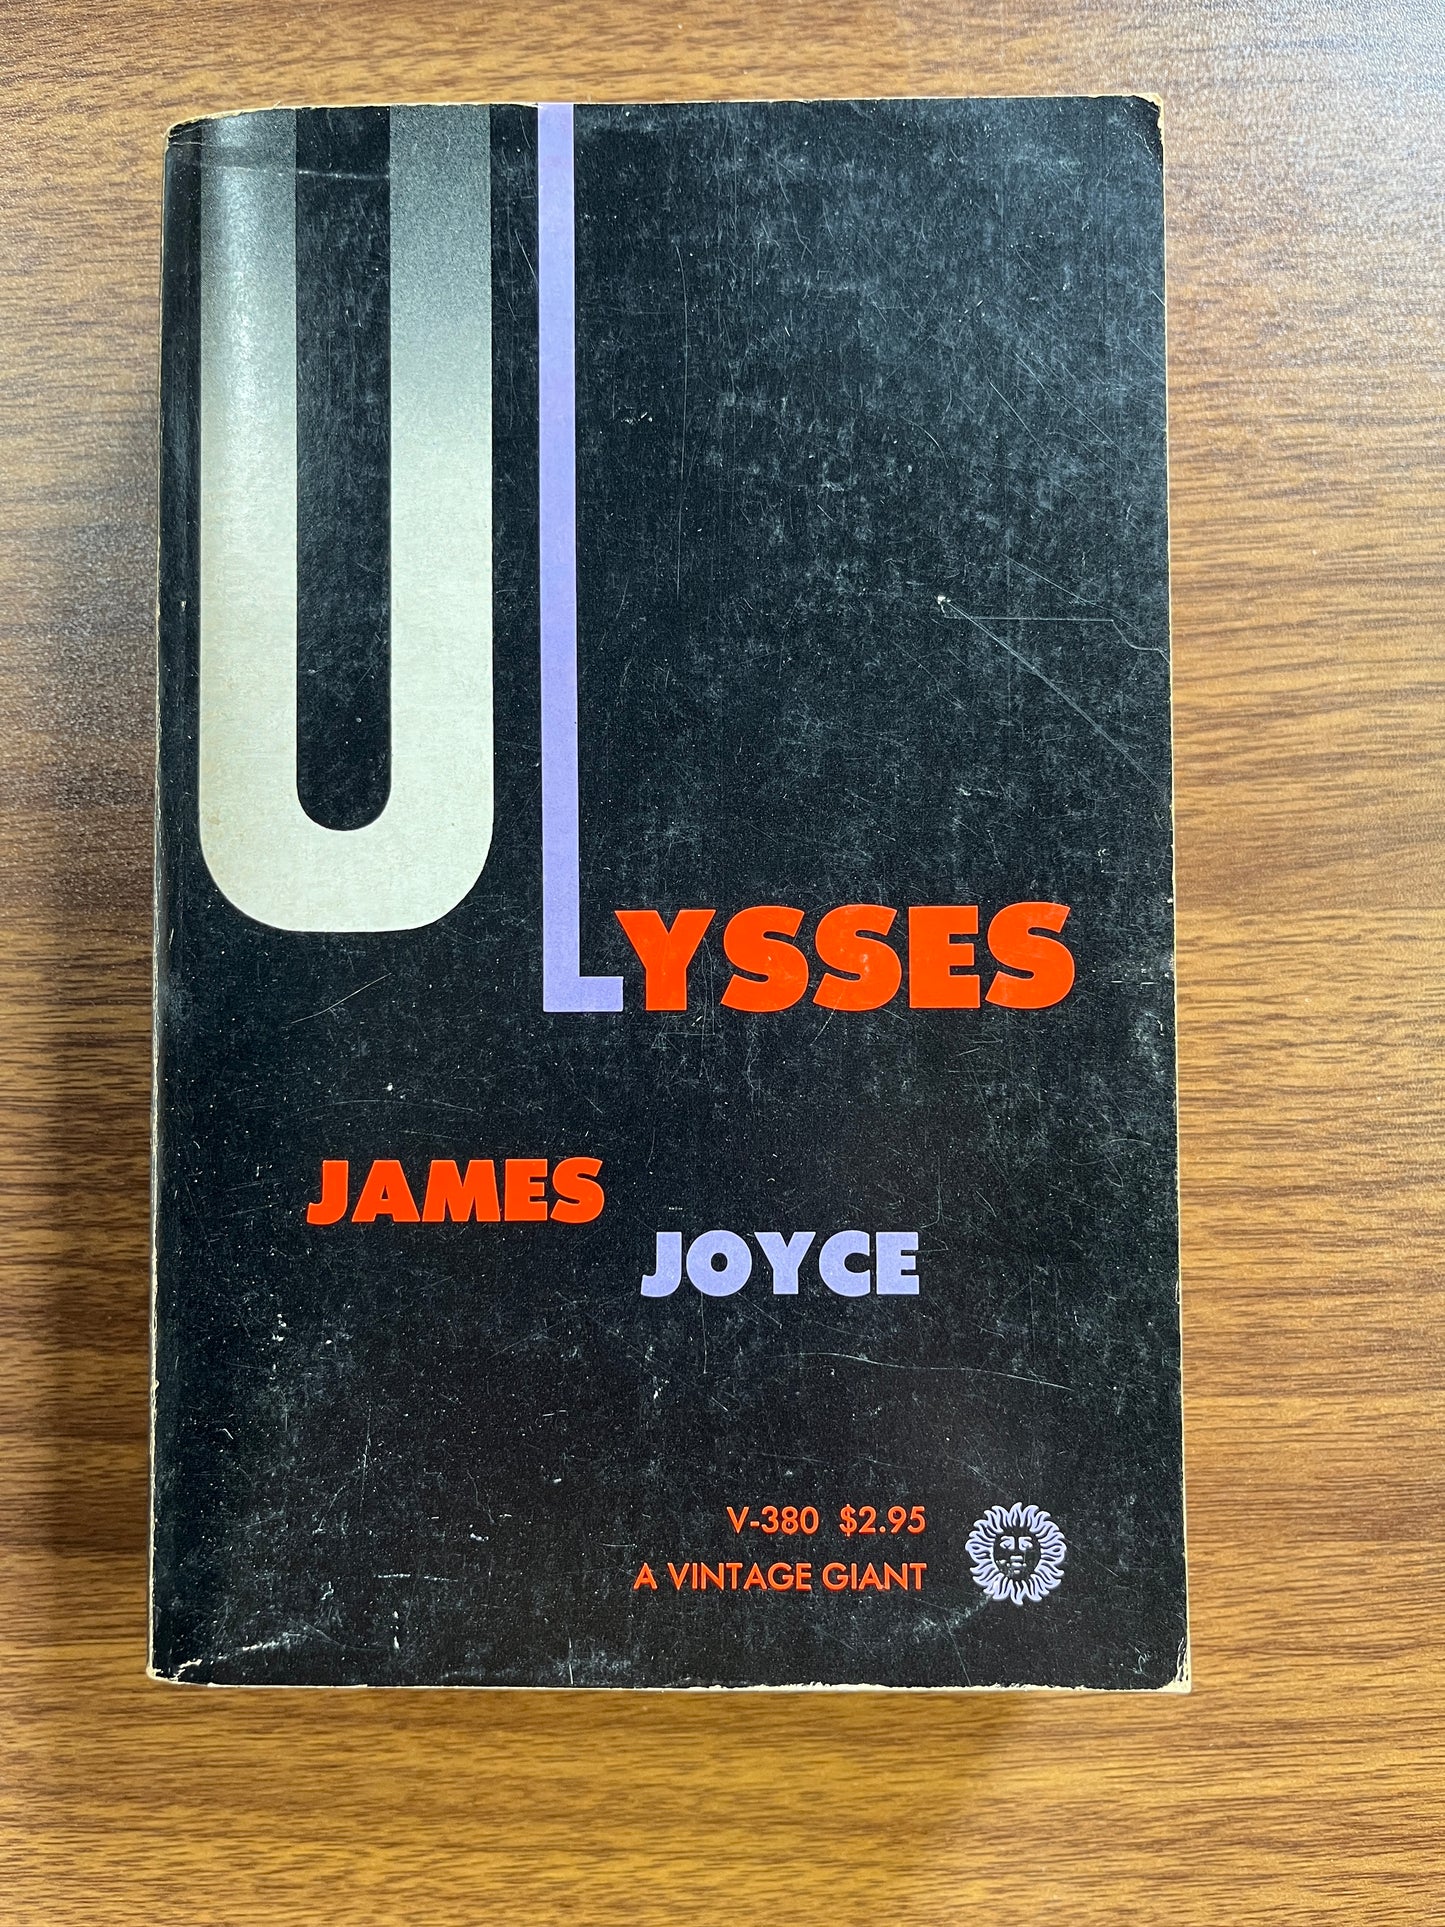 ULYSSES
JAMES
JOYCE
V-380 $2.95
A VINTAGE GIANT